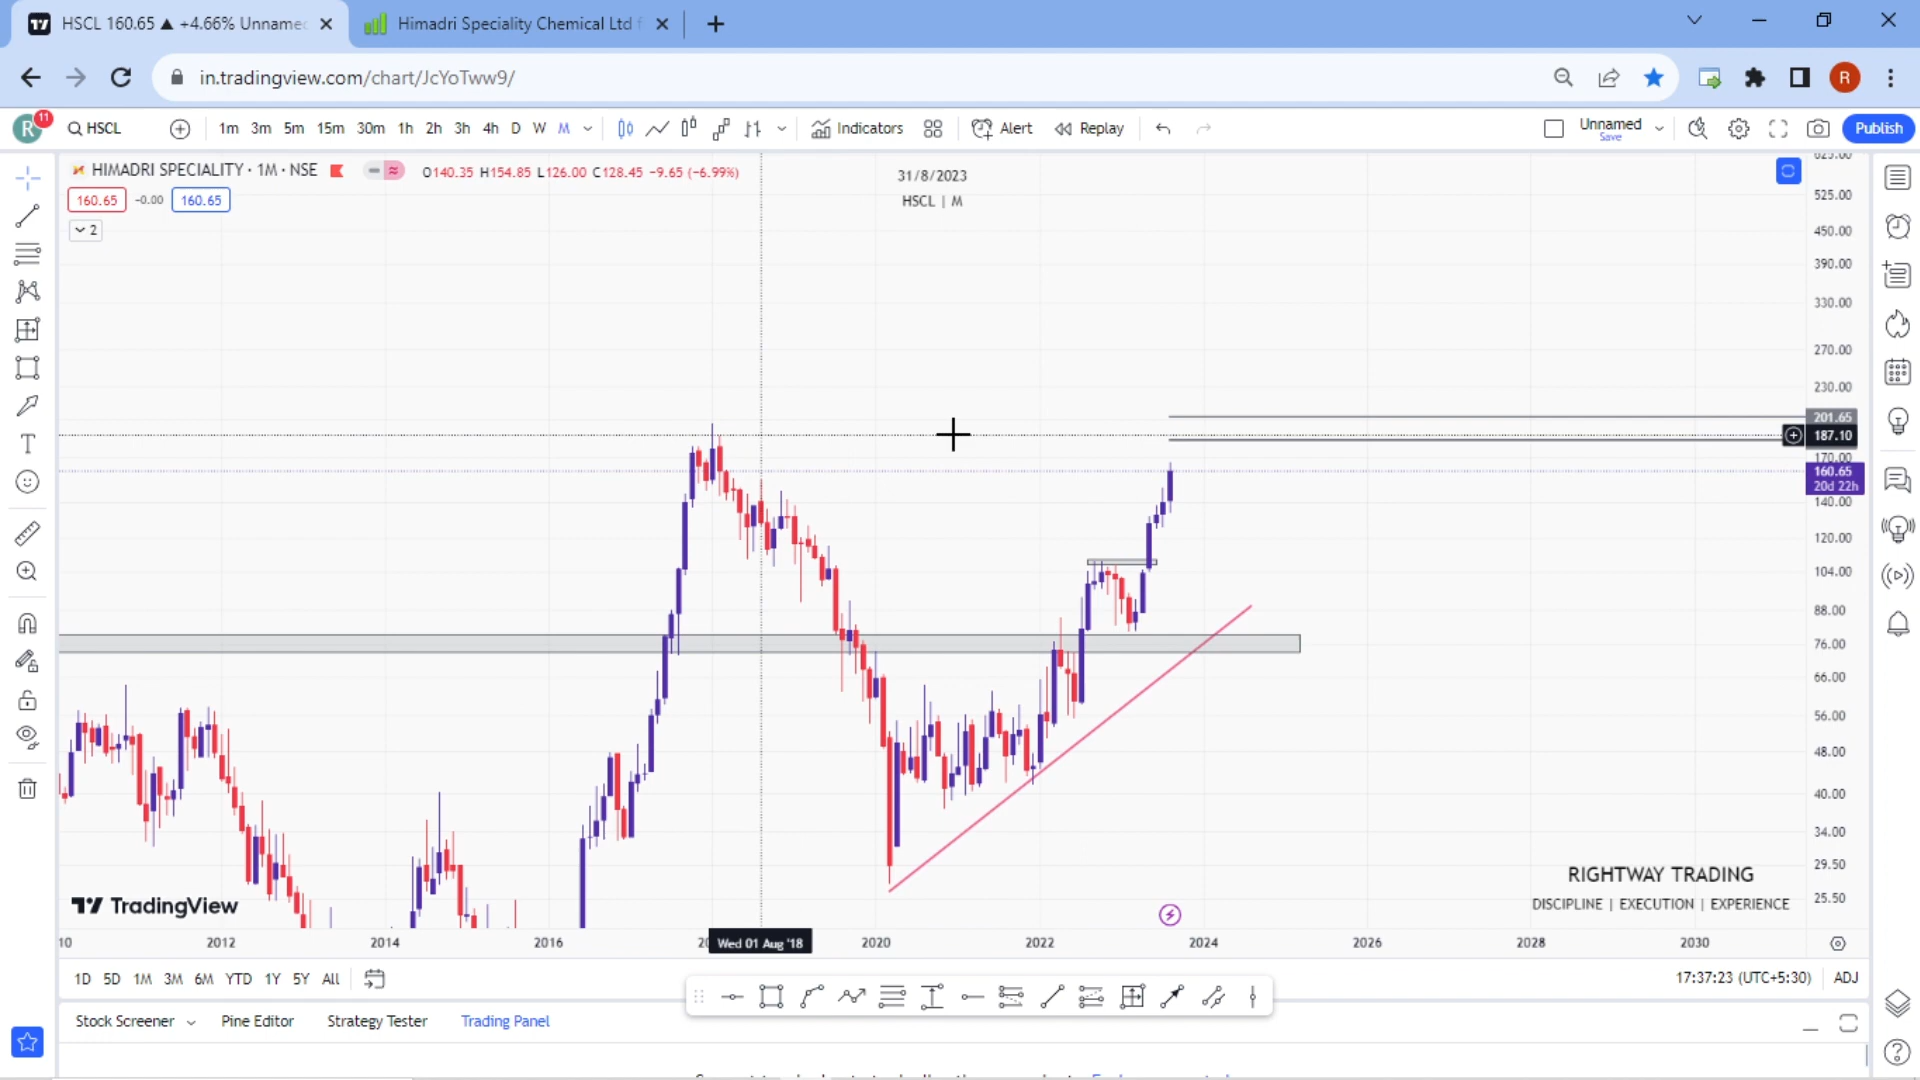 HSCL 160.65 ▲ +4.66% Unname
Himadri Speciality Chemical Ltd f
in.tradingview.com/chart/JcYoTww9/
R
R
11
HSCL
1m 3m 5m 15m 30m 1h 2h 3h 4h D W M
Indicators
Alert
Replay
Unnamed
Save
Publish
HIMADRI SPECIALITY · 1M · NSE
O140.35 H154.85 L126.00 C128.45 −9.65 (−6.99%)
160.65 -0.00 160.65
2
31/8/2023
HSCL | M
625.00
525.00
450.00
390.00
330.00
270.00
230.00
201.65
187.10
170.00
160.65
20d 22h
140.00
120.00
104.00
88.00
76.00
66.00
56.00
48.00
40.00
34.00
29.50
25.50
RIGHTWAY TRADING
DISCIPLINE | EXECUTION | EXPERIENCE
TradingView
10 2012 2014 2016 20 Wed 01 Aug '18 2020 2022 2024 2026 2028 2030
1D 5D 1M 3M 6M YTD 1Y 5Y All
17:37:23 (UTC+5:30) ADJ
Stock Screener Pine Editor Strategy Tester Trading Panel